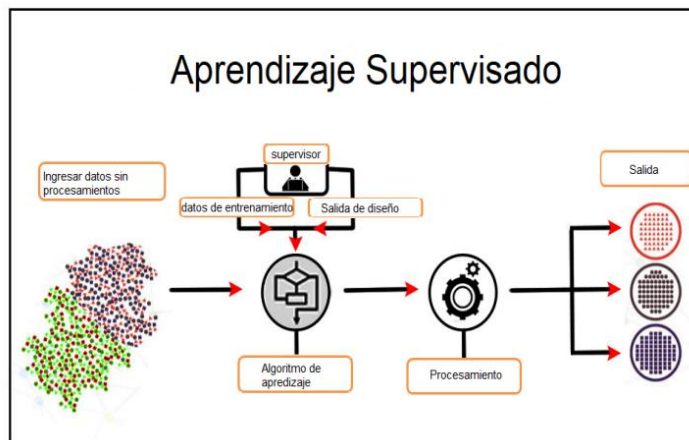 Aprendizaje Supervisado
supervisor
Ingresar datos sin
procesamientos
Salida
datos de entrenamiento
Salida de diseño
Algoritmo de
apredizaje
Procesamiento